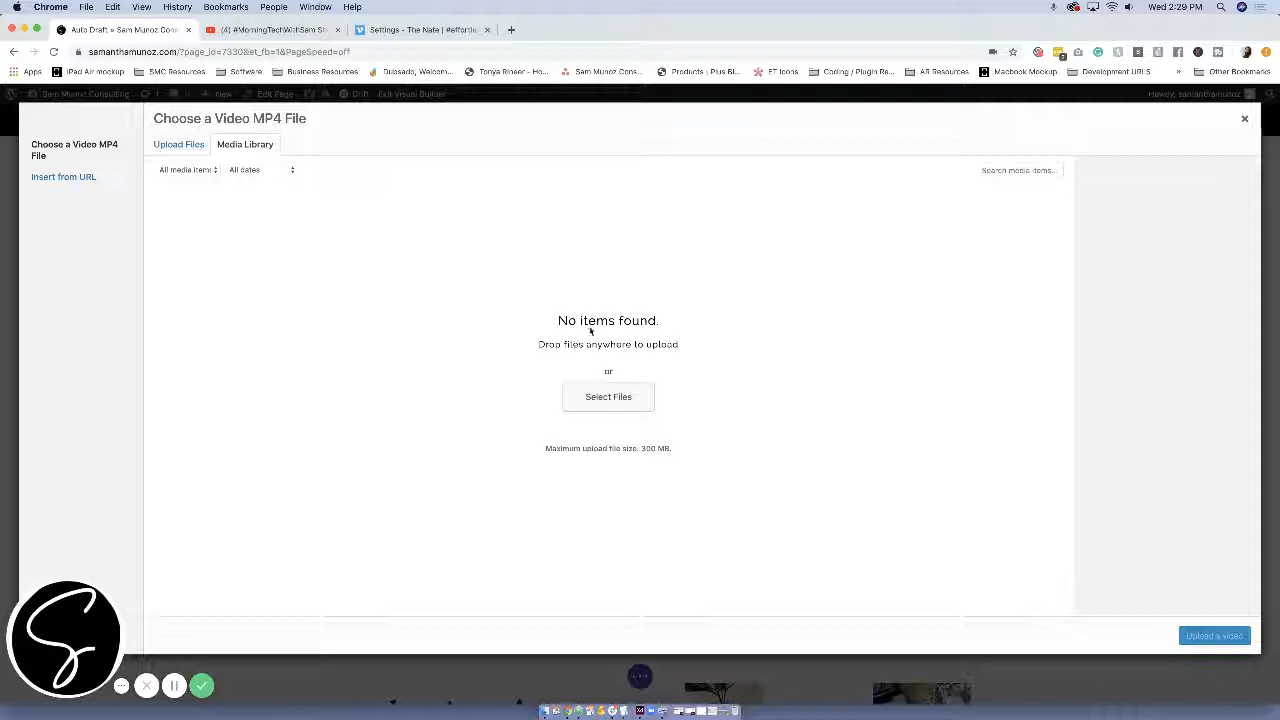 Chrome File Edit View History Bookmarks People Window Help Wed 2:29 PM
Auto Draft » Sam Munoz Cons (4) #MorningTechWithSam Sh Settings - The Nate | #effortle
samanthamunoz.com/?page_id=7330&et_fb=1&PageSpeed=off
Apps iPad Air mockup SMC Resources Software Business Resources Dubsado, Welcom... Tonya Rineer - Ho... Sam Munoz Cons... Products | Plus Bl... ET Icons Coding / Plugin Re... AR Resources Macbook Mockup Development URLS » Other Bookmarks
Sam Munoz Consulting 1 New Edit Page Drift Exit Visual Builder Howdy, samanthamunoz
Choose a Video MP4 File
Choose a Video MP4
File
Insert from URL
Upload Files Media Library
All media items All dates Search media items...
No items found.
Drop files anywhere to upload
or
Select Files
Maximum upload file size: 300 MB.
Upload a video